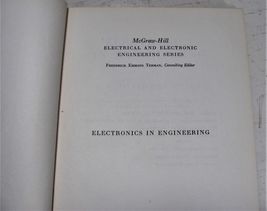 McGraw-Hill
ELECTRICAL AND ELECTRONIC
ENGINEERING SERIES
FREDERICK EMMONS TERMAN, Consulting Editor
ELECTRONICS IN ENGINEERING